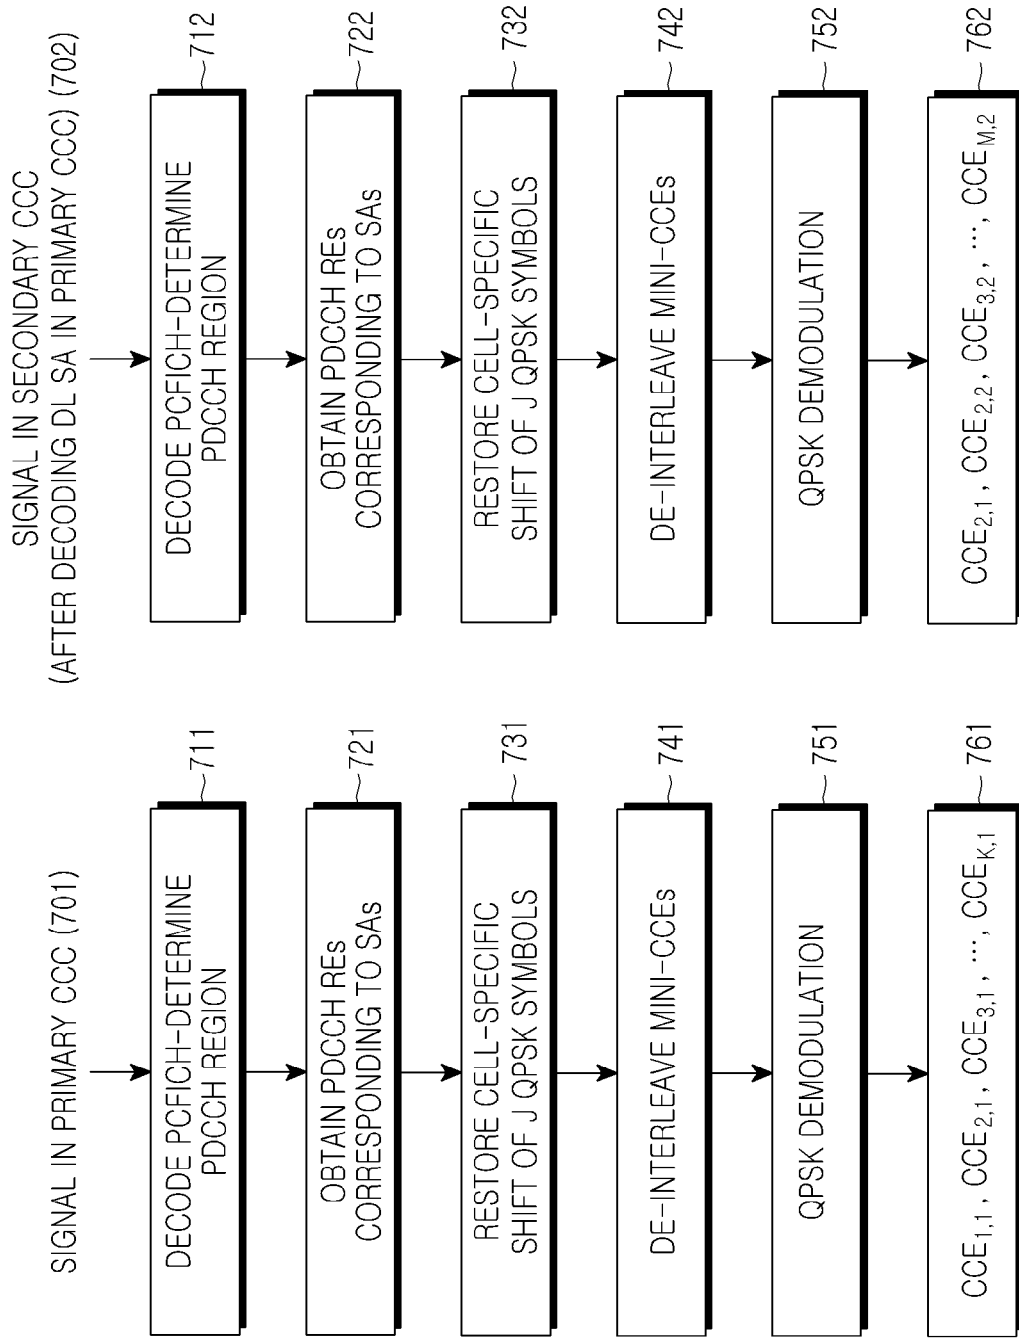 SIGNAL IN PRIMARY CCC (701)
DECODE PCFICH-DETERMINE
PDCCH REGION
711
OBTAIN PDCCH REs
CORRESPONDING TO SAs
721
RESTORE CELL-SPECIFIC
SHIFT OF J QPSK SYMBOLS
731
DE-INTERLEAVE MINI-CCEs
741
QPSK DEMODULATION
751
CCE1,1, CCE2,1, CCE3,1, ..., CCEK,1
761
SIGNAL IN SECONDARY CCC
(AFTER DECODING DL SA IN PRIMARY CCC) (702)
DECODE PCFICH-DETERMINE
PDCCH REGION
712
OBTAIN PDCCH REs
CORRESPONDING TO SAs
722
RESTORE CELL-SPECIFIC
SHIFT OF J QPSK SYMBOLS
732
DE-INTERLEAVE MINI-CCEs
742
QPSK DEMODULATION
752
CCE2,1, CCE2,2, CCE3,2, ..., CCEM,2
762